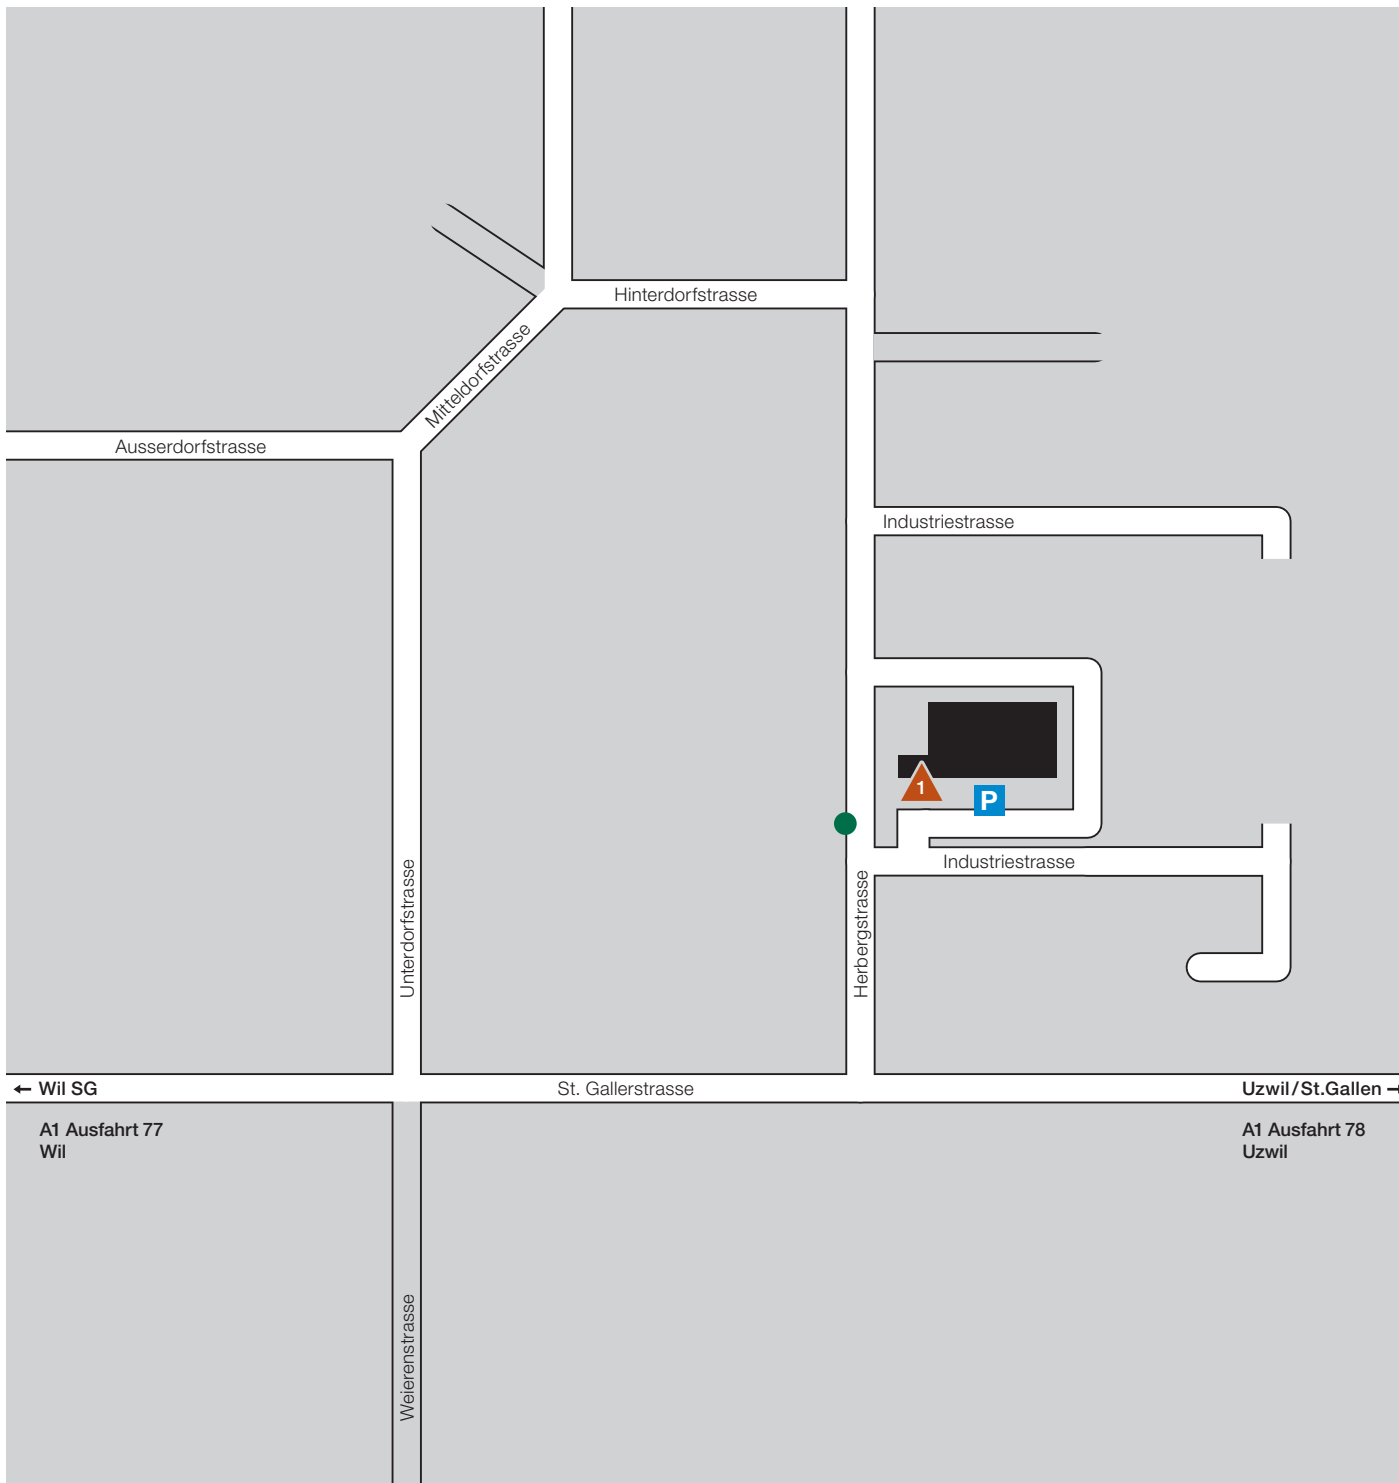 Hinterdorfstrasse
Mitteldorfstrasse
Ausserdorfstrasse
Industriestrasse
1
P
Industriestrasse
Unterdorfstrasse
Herbergstrasse
← Wil SG
St. Gallerstrasse
Uzwil/St.Gallen →
A1 Ausfahrt 77
Wil
A1 Ausfahrt 78
Uzwil
Weierenstrasse